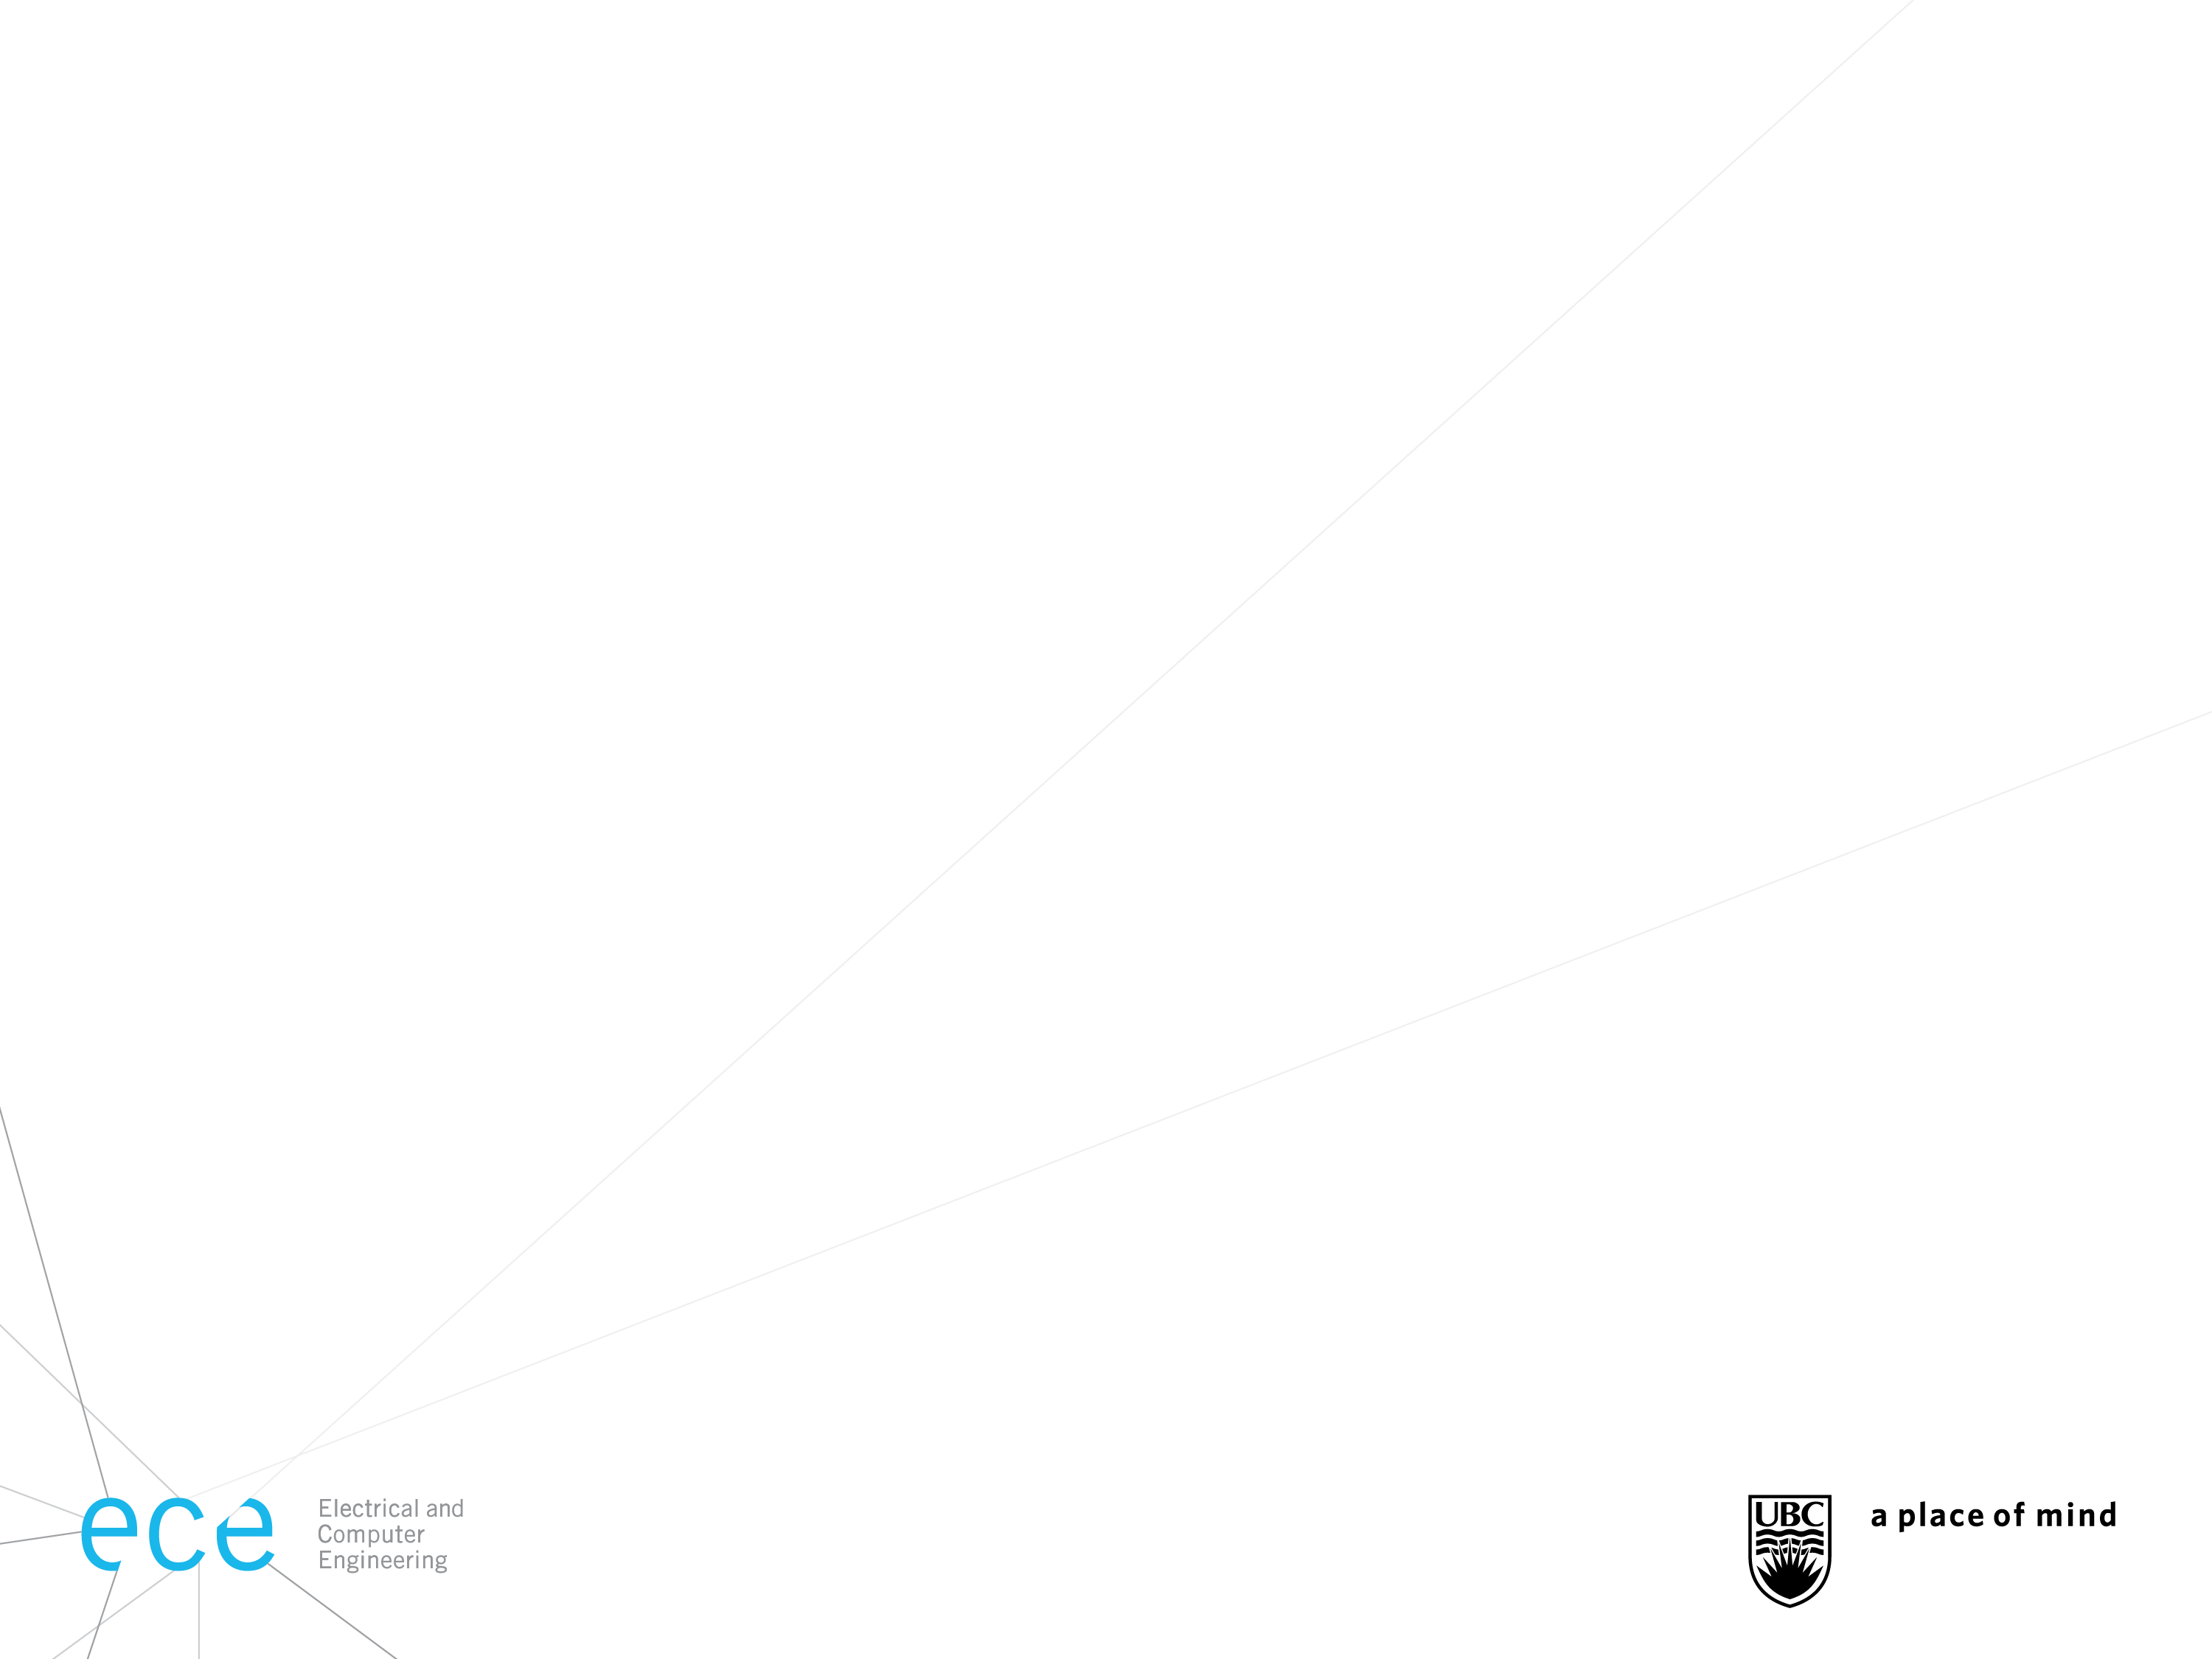 ece
Electrical and
Computer
Engineering
UBC
a place of mind